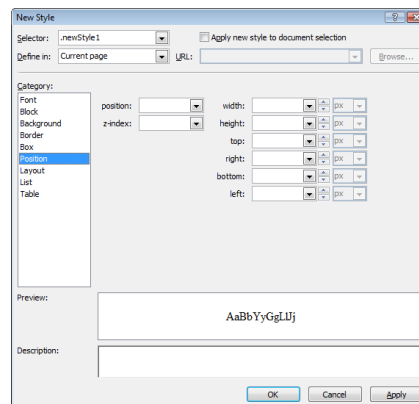 New Style
Selector: .newStyle1 Apply new style to document selection
Define in: Current page URL: Browse...
Category:
Font
Block
Background
Border
Box
Position
Layout
List
Table
position: width: px
z-index: height: px
top: px
right: px
bottom: px
left: px
Preview:
AaBbYyGgLlJj
Description:
OK Cancel Apply